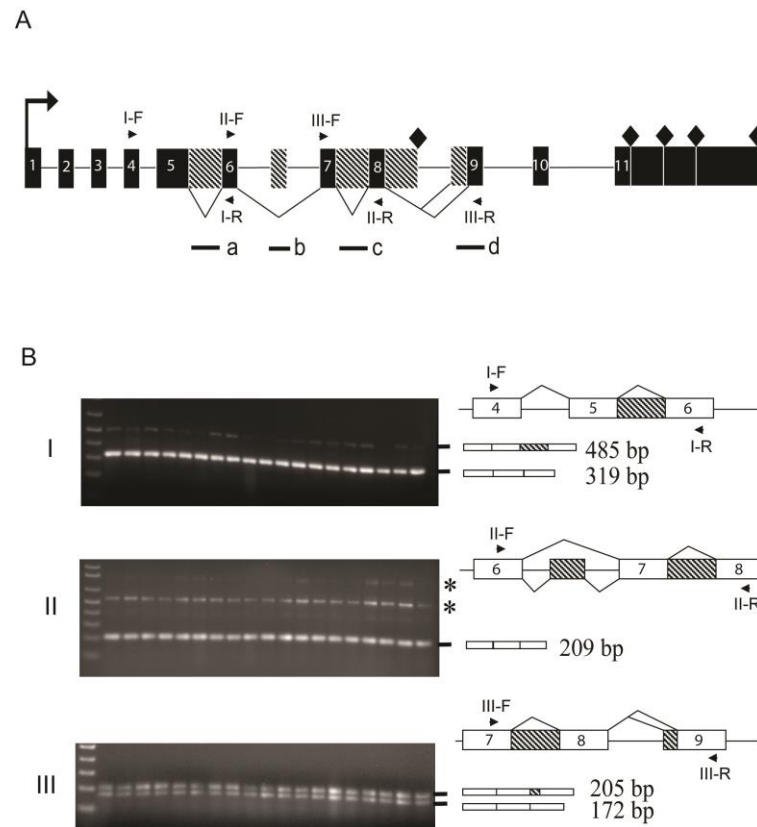 A
I-F
II-F
III-F
1 2 3 4 5 6 7 8 9 10 11
I-R
II-R
III-R
a b c d
B
I
I-F
4 5 6
I-R
485 bp
319 bp
II
II-F
6 7 8
II-R
*
*
209 bp
III
III-F
7 8 9
III-R
205 bp
172 bp